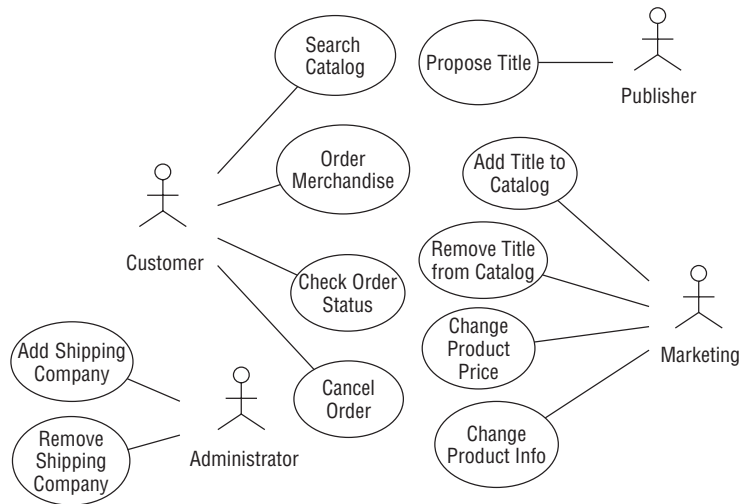 Search
Catalog
Propose Title
Publisher
Order
Merchandise
Add Title to
Catalog
Customer
Remove Title
from Catalog
Check Order
Status
Marketing
Change
Product
Price
Add Shipping
Company
Cancel
Order
Administrator
Remove
Shipping
Company
Change
Product Info